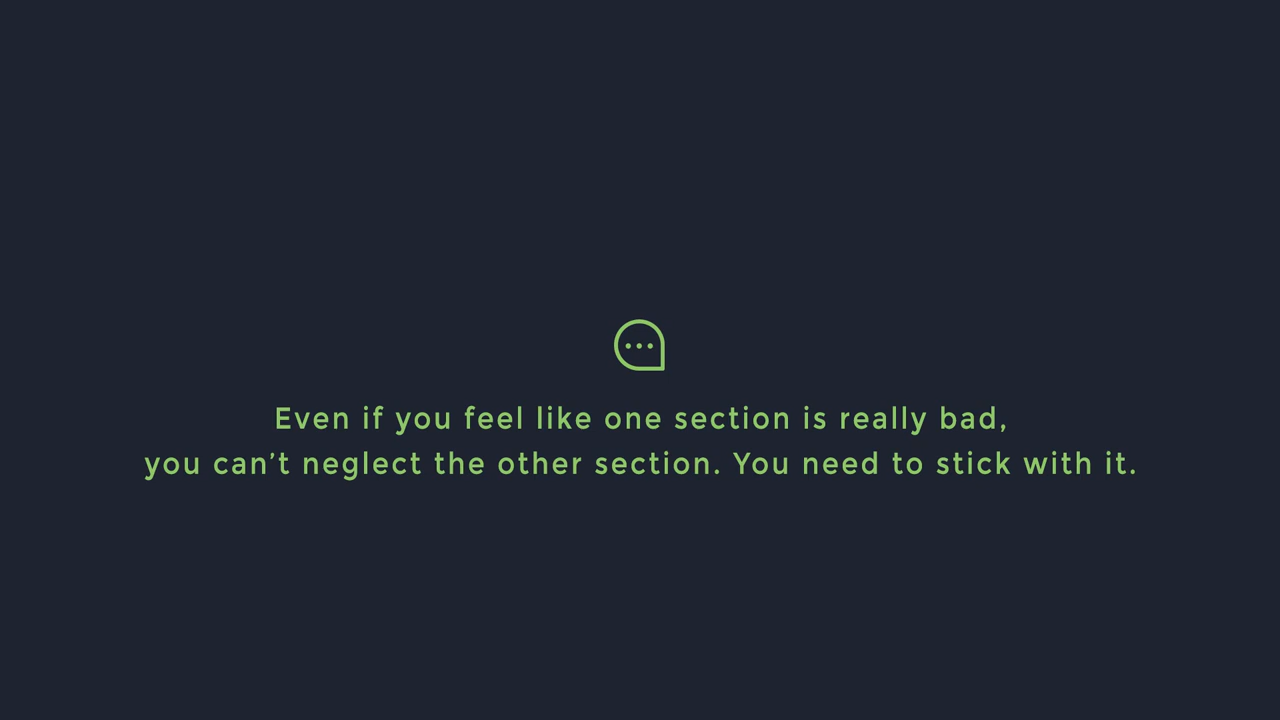 Even if you feel like one section is really bad,
you can’t neglect the other section. You need to stick with it.